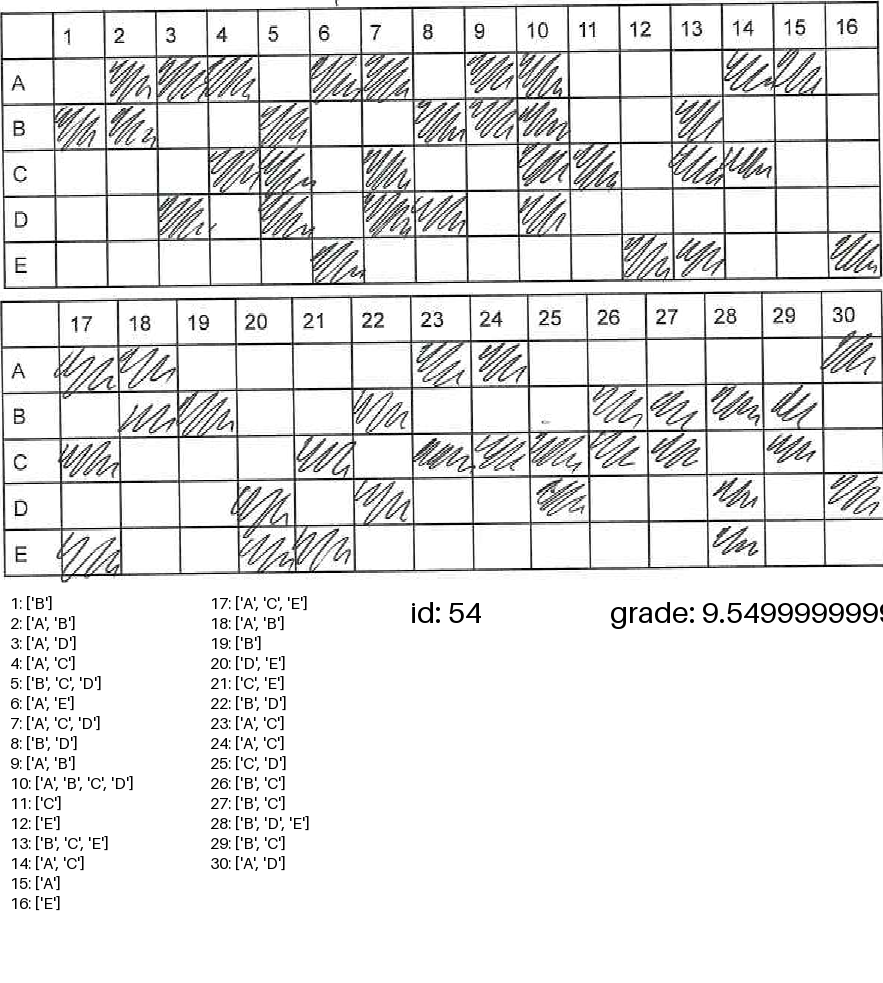 1 2 3 4 5 6 7 8 9 10 11 12 13 14 15 16
A
B
C
D
E
17 18 19 20 21 22 23 24 25 26 27 28 29 30
A
B
C
D
E
1: ['B']
2: ['A', 'B']
3: ['A', 'D']
4: ['A', 'C']
5: ['B', 'C', 'D']
6: ['A', 'E']
7: ['A', 'C', 'D']
8: ['B', 'D']
9: ['A', 'B']
10: ['A', 'B', 'C', 'D']
11: ['C']
12: ['E']
13: ['B', 'C', 'E']
14: ['A', 'C']
15: ['A']
16: ['E']
17: ['A', 'C', 'E']
18: ['A', 'B']
19: ['B']
20: ['D', 'E']
21: ['C', 'E']
22: ['B', 'D']
23: ['A', 'C']
24: ['A', 'C']
25: ['C', 'D']
26: ['B', 'C']
27: ['B', 'C']
28: ['B', 'D', 'E']
29: ['B', 'C']
30: ['A', 'D']
id: 54
grade: 9.5499999999